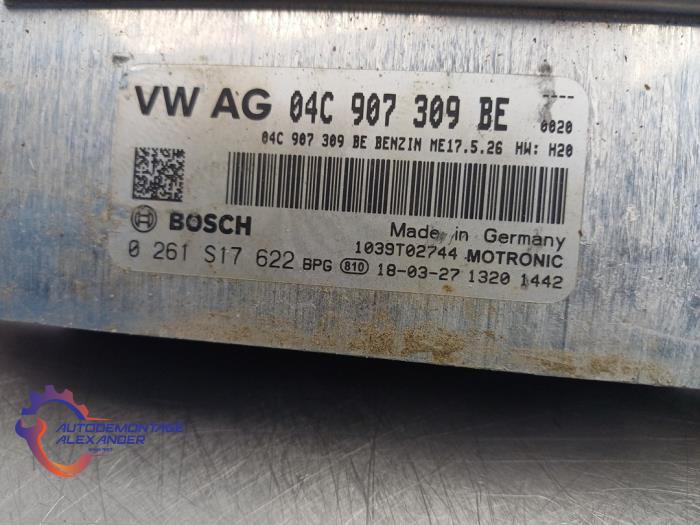 VW AG 04C 907 309 BE ----
0020
04C 907 309 BE BENZIN ME17.5.26 HW: H20
BOSCH
Made in Germany
1039T02744 MOTRONIC
0 261 S17 622 BPG 810 18-03-27 1320 1442
AUTODEMONTAGE
ALEXANDER